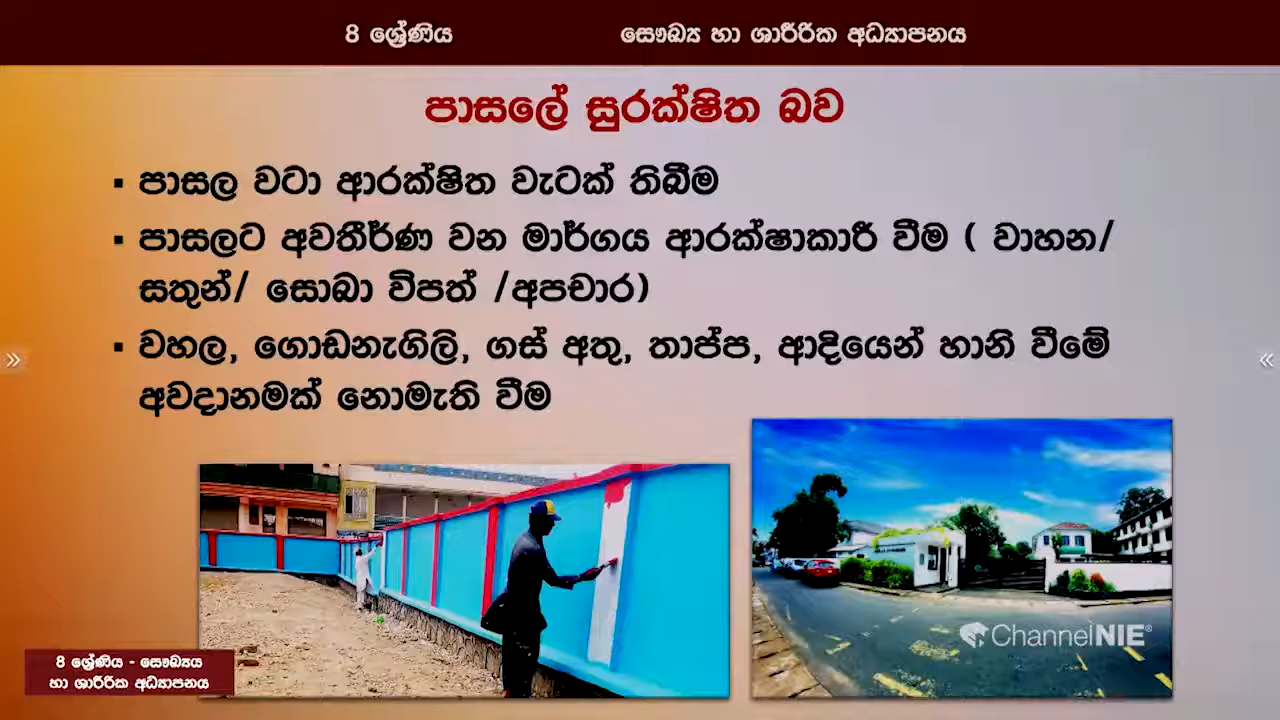 8 ශ්‍රේණිය
සෞඛ්‍ය හා ශාරීරික අධ්‍යාපනය
පාසලේ සුරක්ෂිත බව
▪ පාසල වටා ආරක්ෂිත වැටක් තිබීම
▪ පාසලට අවතීර්ණ වන මාර්ගය ආරක්ෂාකාරී වීම ( වාහන/
සතුන්/ සොබා විපත් /අපචාර)
▪ වහල, ගොඩනැගිලි, ගස් අතු, තාප්ප, ආදියෙන් හානි වීමේ
අවදානමක් නොමැති වීම
ChannelNIE®
8 ශ්‍රේණිය - සෞඛ්‍යය
හා ශාරීරික අධ්‍යාපනය